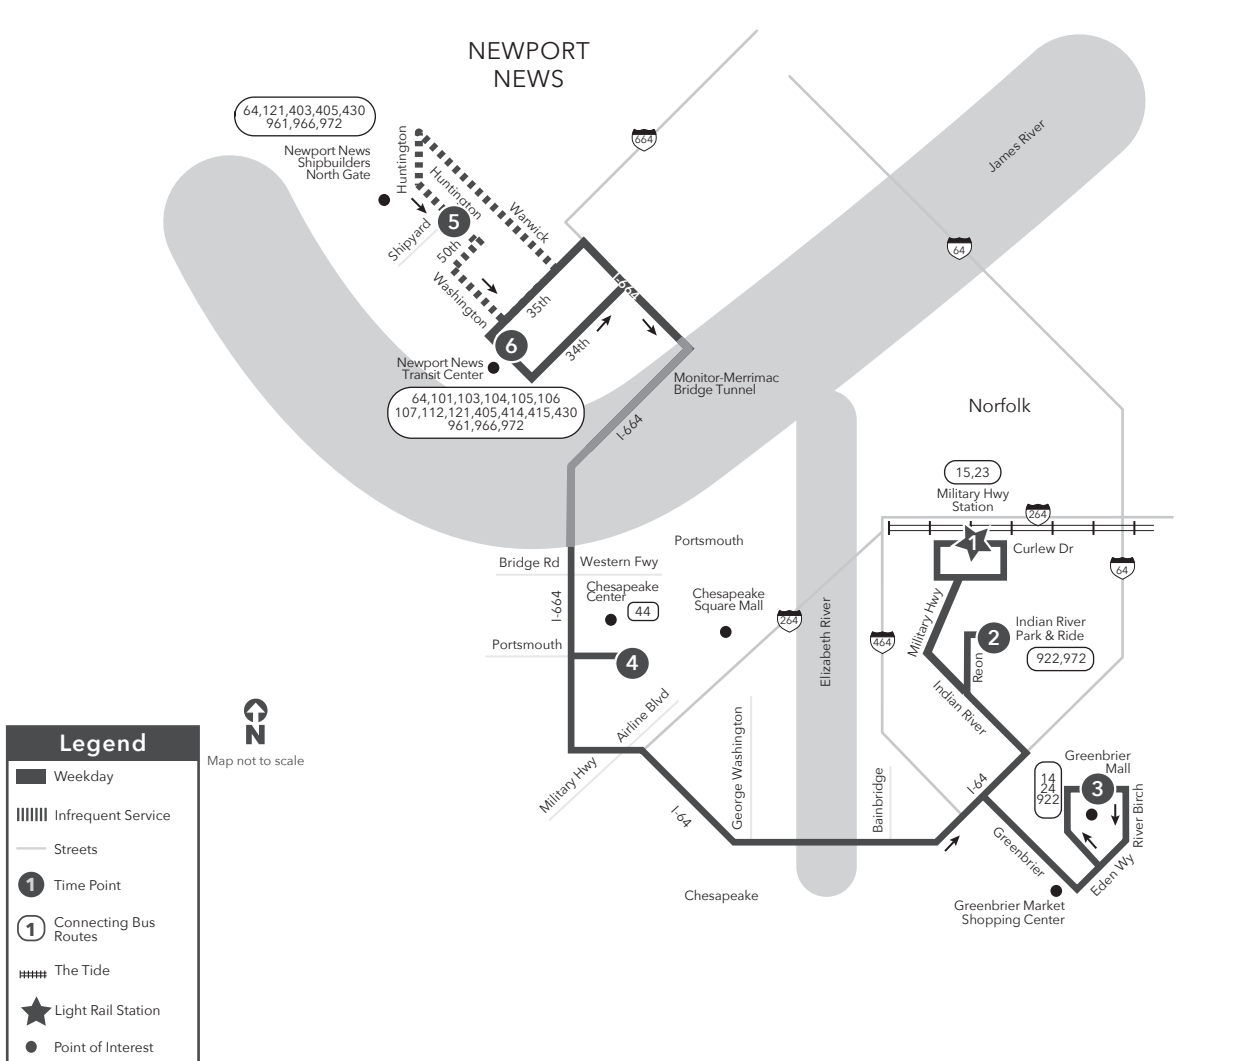 NEWPORT
NEWS
64,121,403,405,430
961,966,972
Newport News
Shipbuilders
North Gate
Huntington
Huntington
Warwick
Shipyard
5
50th
Washington
35th
34th
6
I-664
664
James River
64
Newport News
Transit Center
64,101,103,104,105,106
107,112,121,405,414,415,430
961,966,972
Monitor-Merrimac
Bridge Tunnel
I-664
Norfolk
15,23
Military Hwy
Station
264
1
Curlew Dr
64
Portsmouth
Bridge Rd
Western Fwy
Chesapeake
Center
44
I-664
Chesapeake
Square Mall
264
Elizabeth River
464
Military Hwy
2
Indian River
Park & Ride
922,972
Reon
Indian River
Portsmouth
4
Airline Blvd
Military Hwy
I-64
George Washington
Bainbridge
I-64
Greenbrier
Mall
14
24
922
3
River Birch
Greenbrier
Eden Wy
Greenbrier Market
Shopping Center
Chesapeake
N
Map not to scale
Legend
Weekday
Infrequent Service
Streets
1
Time Point
1
Connecting Bus
Routes
The Tide
Light Rail Station
Point of Interest